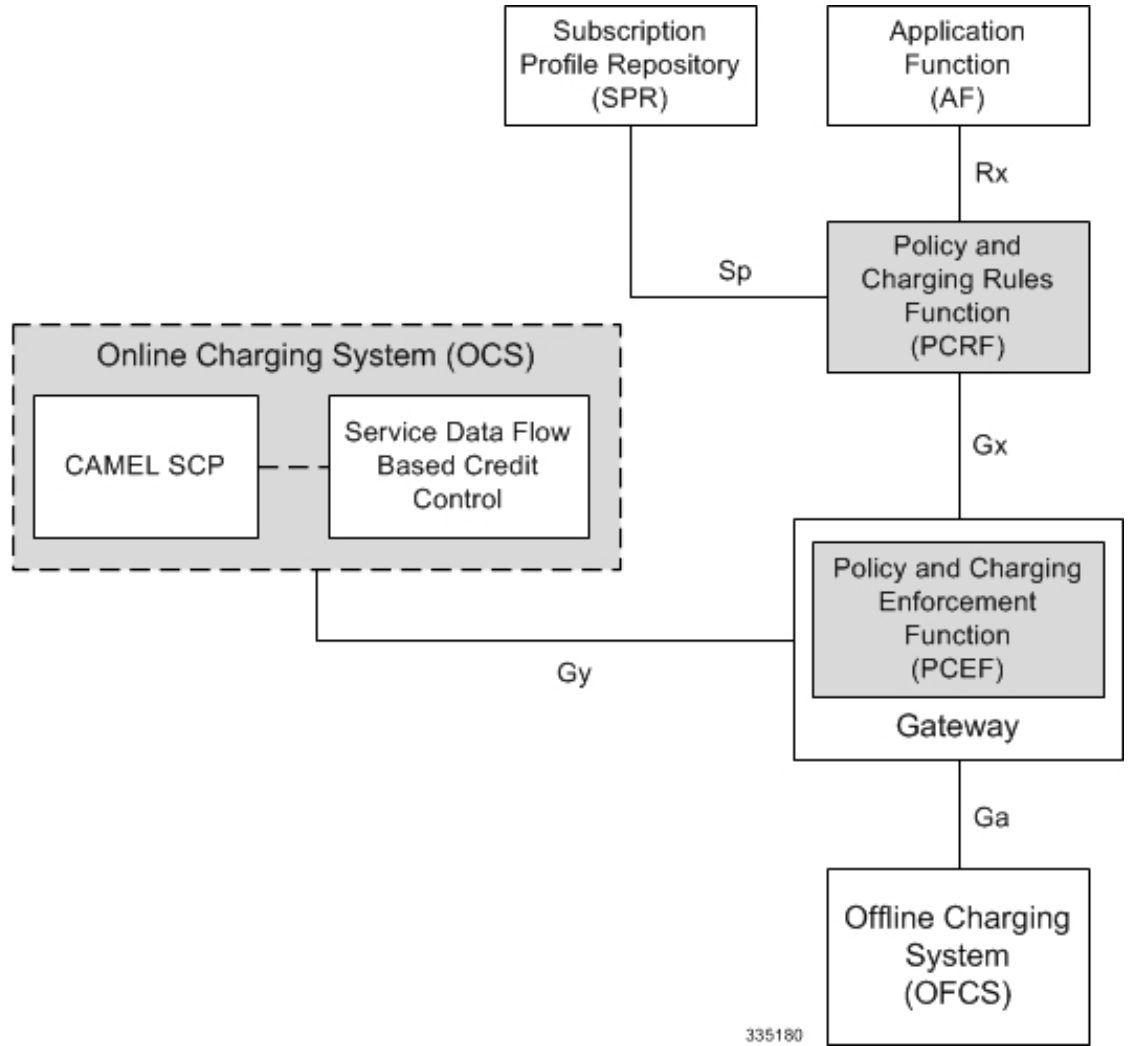 Subscription
Profile Repository
(SPR)
Application
Function
(AF)
Rx
Sp
Policy and
Charging Rules
Function
(PCRF)
Online Charging System (OCS)
CAMEL SCP
Service Data Flow
Based Credit
Control
Gx
Policy and Charging
Enforcement
Function
(PCEF)
Gateway
Gy
Ga
Offline Charging
System
(OFCS)
335180